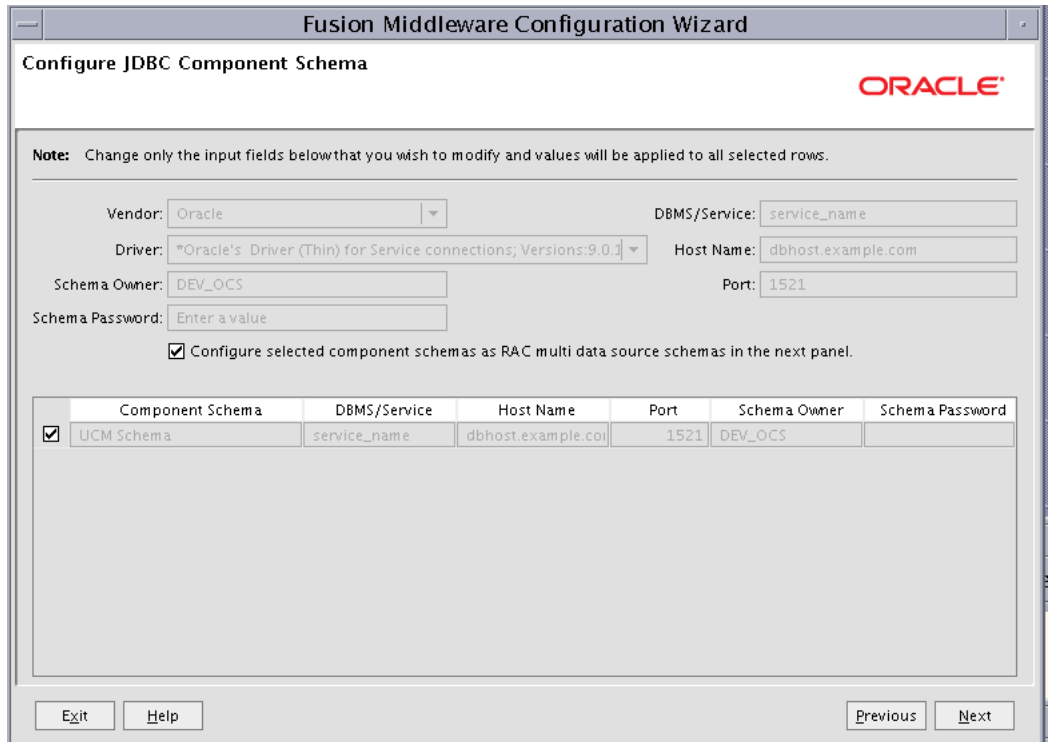 Fusion Middleware Configuration Wizard
Configure JDBC Component Schema
ORACLE
Note: Change only the input fields below that you wish to modify and values will be applied to all selected rows.
Vendor: Oracle DBMS/Service: service_name
Driver: *Oracle's Driver (Thin) for Service connections; Versions:9.0.1 Host Name: dbhost.example.com
Schema Owner: DEV_OCS Port: 1521
Schema Password: Enter a value
Configure selected component schemas as RAC multi data source schemas in the next panel.
Component Schema DBMS/Service Host Name Port Schema Owner Schema Password
UCM Schema service_name dbhost.example.co 1521 DEV_OCS
Exit Help Previous Next